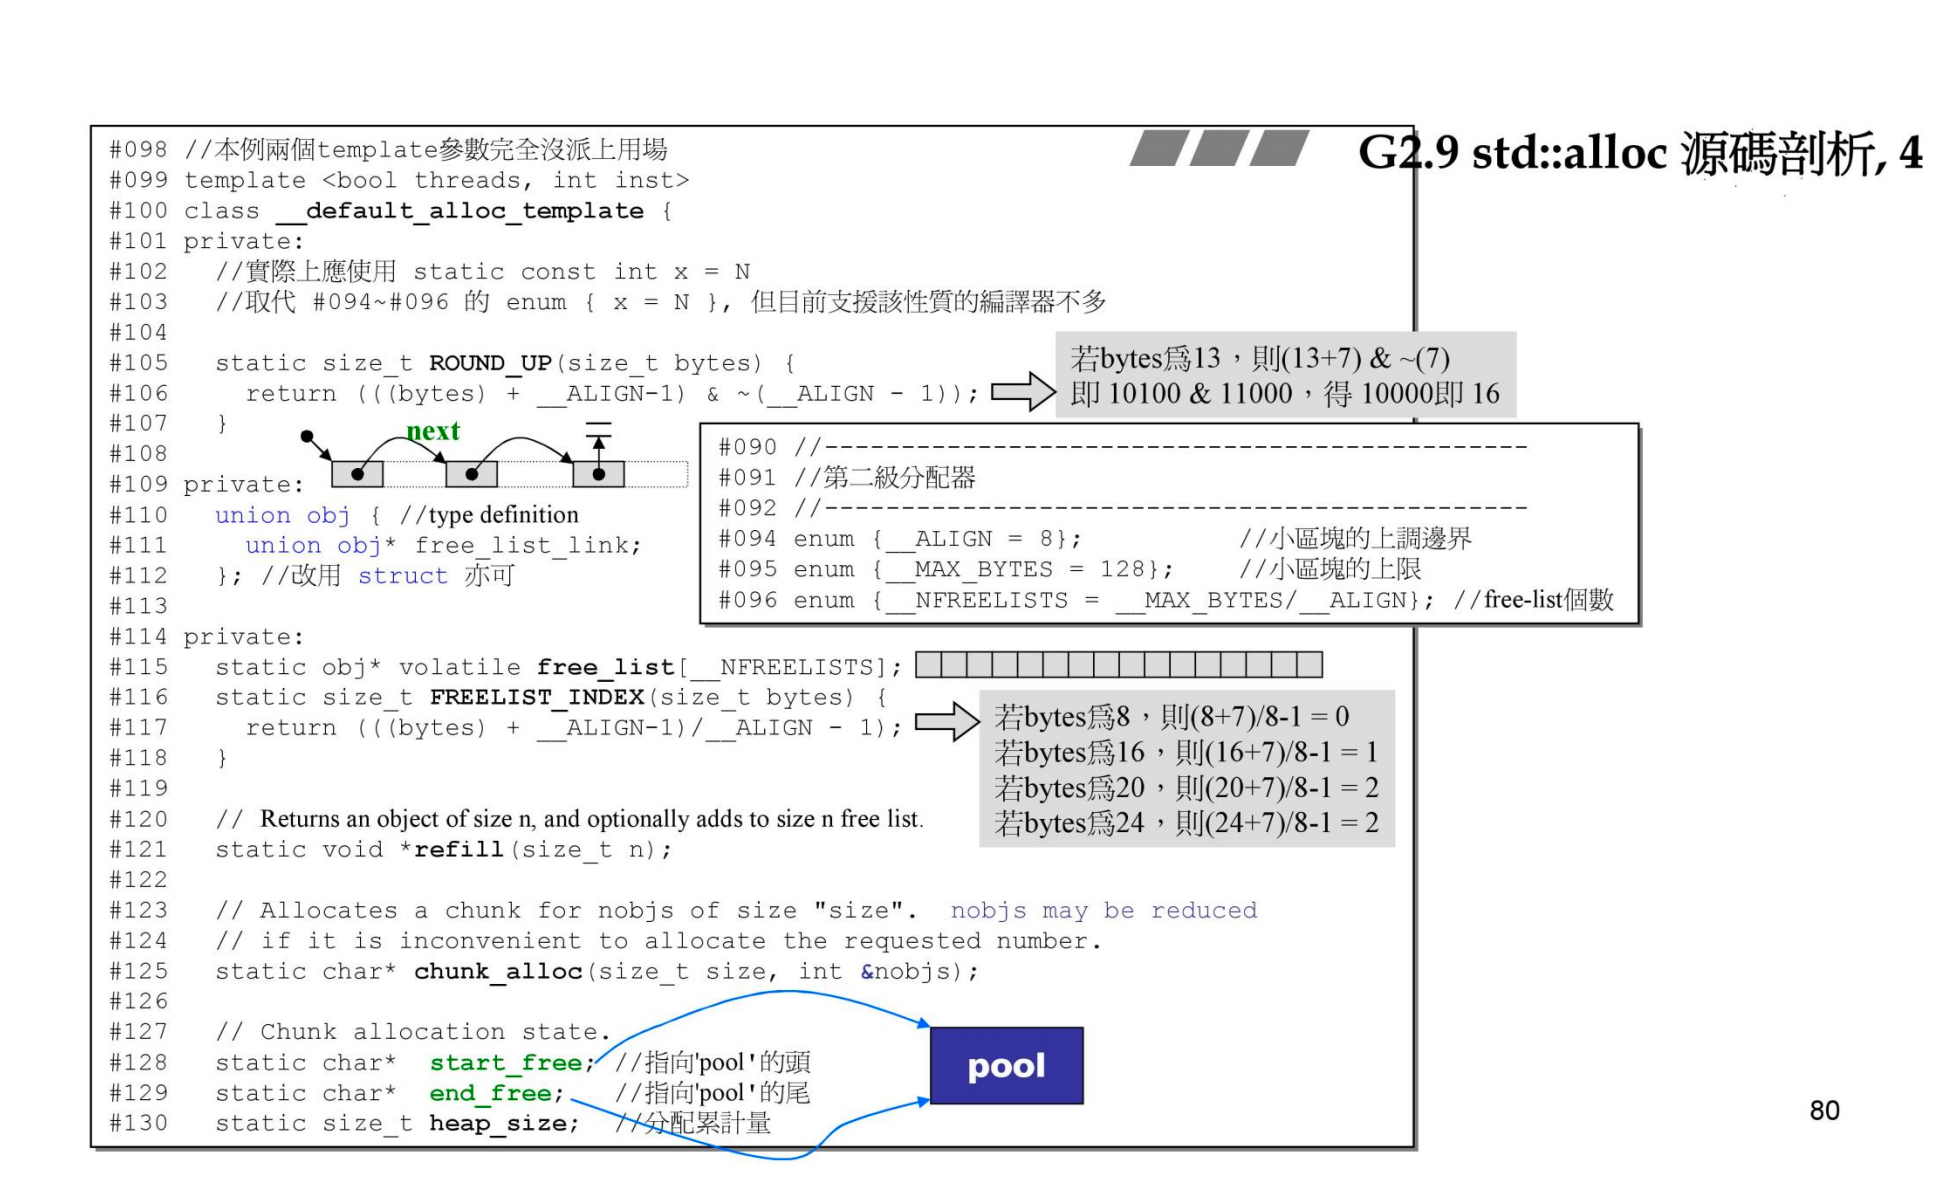 G2.9 std::alloc 源碼剖析, 4
#098 //本例兩個template參數完全沒派上用場
#099 template <bool threads, int inst>
#100 class __default_alloc_template {
#101 private:
#102 //實際上應使用 static const int x = N
#103 //取代 #094~#096 的 enum { x = N }, 但目前支援該性質的編譯器不多
#104
#105 static size_t ROUND_UP(size_t bytes) {
#106 return (((bytes) + __ALIGN-1) & ~(__ALIGN - 1));
#107 }
若bytes爲13，則(13+7) & ~(7)
即 10100 & 11000，得 10000即 16
next
#108
#109 private:
#110 union obj { //type definition
#111 union obj* free_list_link;
#112 }; //改用 struct 亦可
#113
#090 //----------------------------------------------
#091 //第二級分配器
#092 //----------------------------------------------
#094 enum {__ALIGN = 8}; //小區塊的上調邊界
#095 enum {__MAX_BYTES = 128}; //小區塊的上限
#096 enum {__NFREELISTS = __MAX_BYTES/__ALIGN}; //free-list個數
#114 private:
#115 static obj* volatile free_list[__NFREELISTS];
#116 static size_t FREELIST_INDEX(size_t bytes) {
#117 return (((bytes) + __ALIGN-1)/__ALIGN - 1);
#118 }
#119
若bytes爲8，則(8+7)/8-1 = 0
若bytes爲16，則(16+7)/8-1 = 1
若bytes爲20，則(20+7)/8-1 = 2
若bytes爲24，則(24+7)/8-1 = 2
#120 // Returns an object of size n, and optionally adds to size n free list.
#121 static void *refill(size_t n);
#122
#123 // Allocates a chunk for nobjs of size "size". nobjs may be reduced
#124 // if it is inconvenient to allocate the requested number.
#125 static char* chunk_alloc(size_t size, int &nobjs);
#126
#127 // Chunk allocation state.
#128 static char* start_free; //指向'pool'的頭
#129 static char* end_free; //指向'pool'的尾
#130 static size_t heap_size; //分配累計量
pool
80